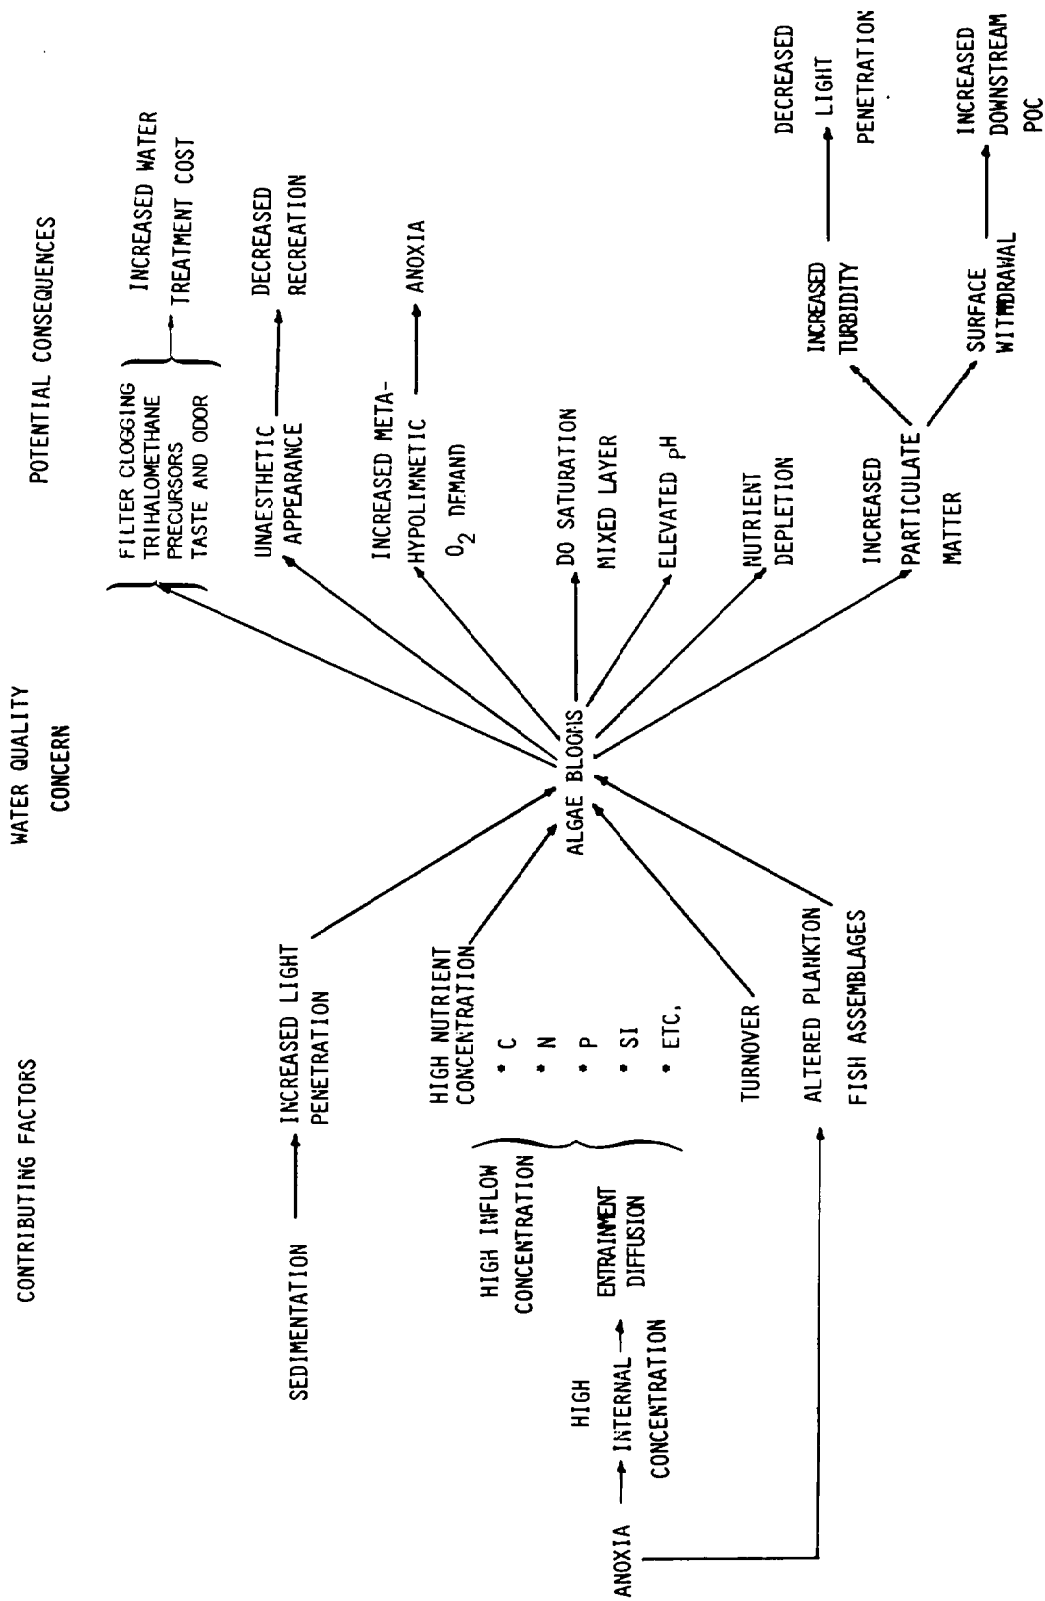 CONTRIBUTING FACTORS
WATER QUALITY
CONCERN
POTENTIAL CONSEQUENCES
SEDIMENTATION
INCREASED LIGHT
PENETRATION
HIGH INFLOW
CONCENTRATION
HIGH NUTRIENT
CONCENTRATION
• C
• N
• P
• SI
• ETC.
ANOXIA
HIGH
INTERNAL
CONCENTRATION
ENTRAINMENT
DIFFUSION
TURNOVER
ALTERED PLANKTON
FISH ASSEMBLAGES
ALGAE BLOOMS
FILTER CLOGGING
TRIHALOMETHANE
PRECURSORS
TASTE AND ODOR
INCREASED WATER
TREATMENT COST
UNAESTHETIC
APPEARANCE
DECREASED
RECREATION
INCREASED META-
HYPOLIMNETIC
O2 DEMAND
ANOXIA
DO SATURATION
MIXED LAYER
ELEVATED pH
NUTRIENT
DEPLETION
INCREASED
PARTICULATE
MATTER
INCREASED
TURBIDITY
DECREASED
LIGHT
PENETRATION
SURFACE
WITHDRAWAL
INCREASED
DOWNSTREAM
POC